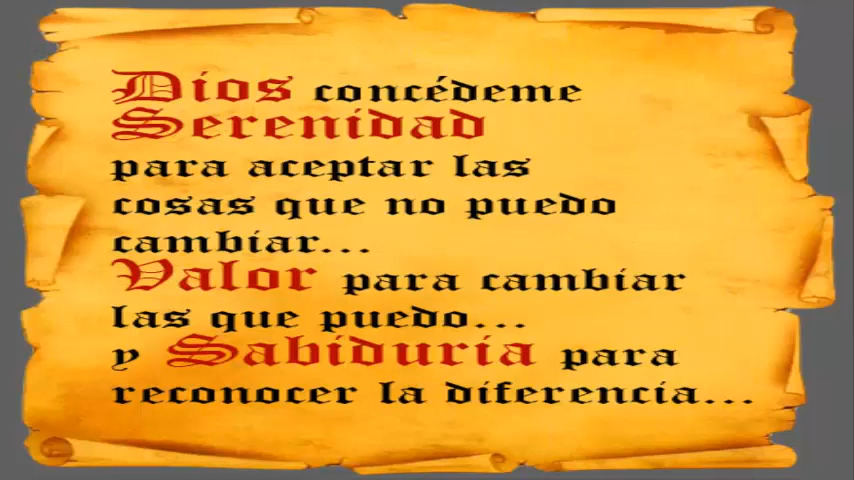 Dios concédeme
Serenidad
para aceptar las
cosas que no puedo
cambiar...
Valor para cambiar
las que puedo...
y Sabiduria para
reconocer la diferencia...